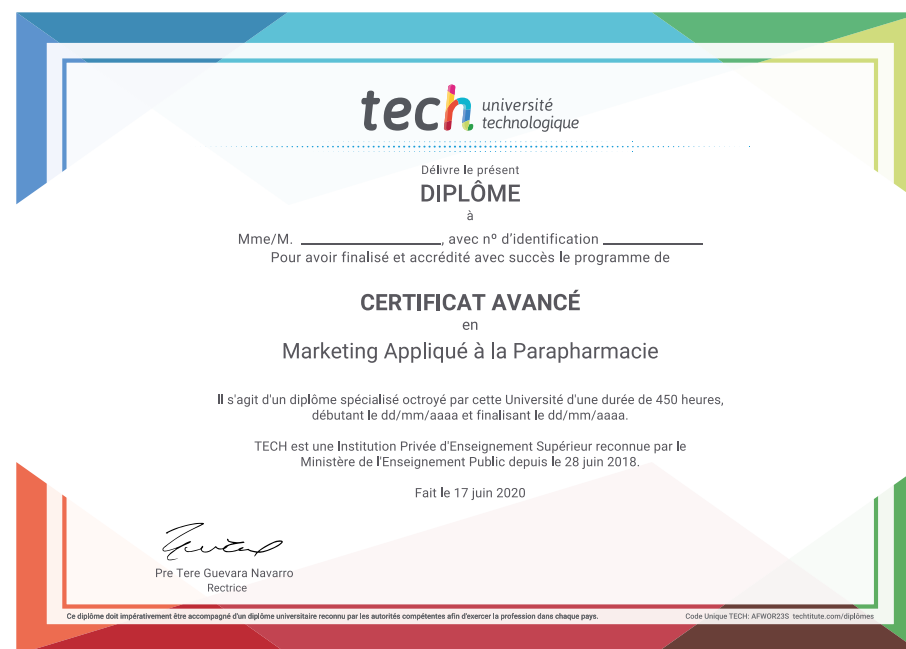 tech université
technologique
Délivre le présent
DIPLÔME
à
Mme/M. ____________________, avec nº d'identification ______________
Pour avoir finalisé et accrédité avec succès le programme de
CERTIFICAT AVANCÉ
en
Marketing Appliqué à la Parapharmacie
Il s'agit d'un diplôme spécialisé octroyé par cette Université d'une durée de 450 heures,
débutant le dd/mm/aaaa et finalisant le dd/mm/aaaa.
TECH est une Institution Privée d'Enseignement Supérieur reconnue par le
Ministère de l'Enseignement Public depuis le 28 juin 2018.
Fait le 17 juin 2020
Pre Tere Guevara Navarro
Rectrice
Ce diplôme doit impérativement être accompagné d'un diplôme universitaire reconnu par les autorités compétentes afin d'exercer la profession dans chaque pays.
Code Unique TECH: AFWOR23S techtitute.com/diplômes